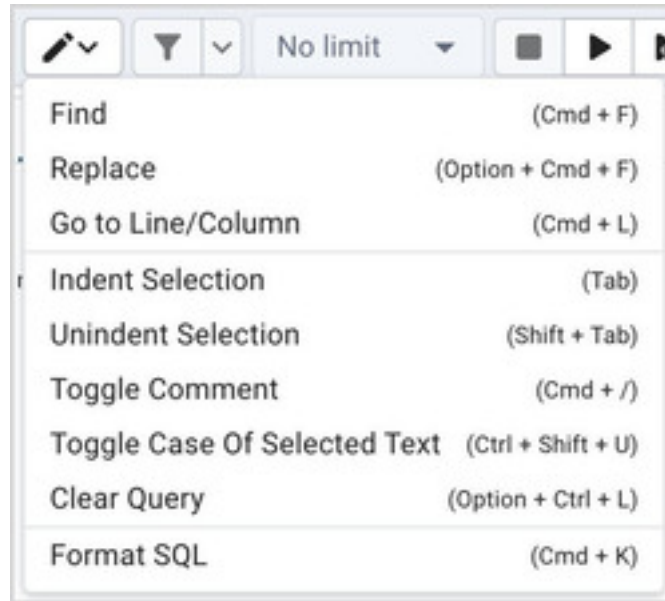 No limit
Find (Cmd + F)
Replace (Option + Cmd + F)
Go to Line/Column (Cmd + L)
Indent Selection (Tab)
Unindent Selection (Shift + Tab)
Toggle Comment (Cmd + /)
Toggle Case Of Selected Text (Ctrl + Shift + U)
Clear Query (Option + Ctrl + L)
Format SQL (Cmd + K)